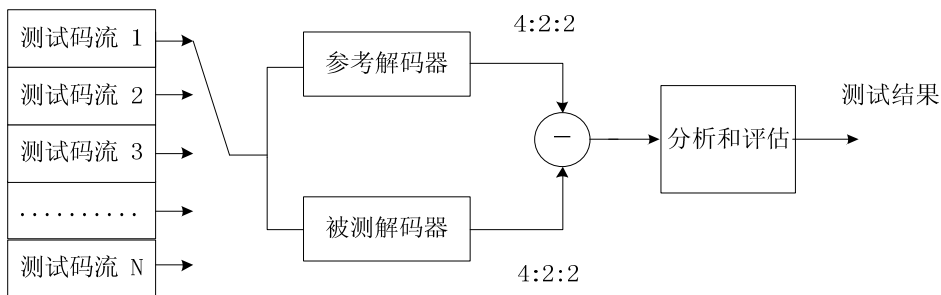 测试码流 1
测试码流 2
测试码流 3
..........
测试码流 N
参考解码器
被测解码器
4:2:2
4:2:2
－
分析和评估
测试结果